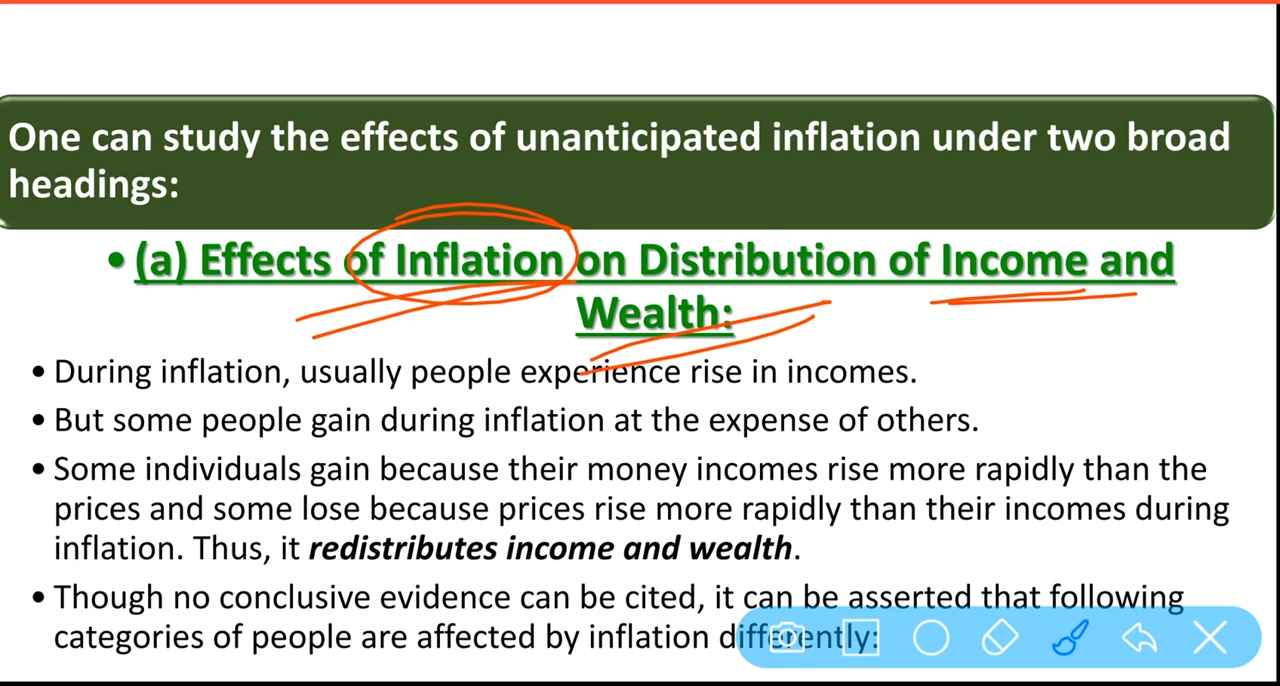 One can study the effects of unanticipated inflation under two broad
headings:
• (a) Effects of Inflation on Distribution of Income and
Wealth:
• During inflation, usually people experience rise in incomes.
• But some people gain during inflation at the expense of others.
• Some individuals gain because their money incomes rise more rapidly than the
prices and some lose because prices rise more rapidly than their incomes during
inflation. Thus, it redistributes income and wealth.
• Though no conclusive evidence can be cited, it can be asserted that following
categories of people are affected by inflation differently: